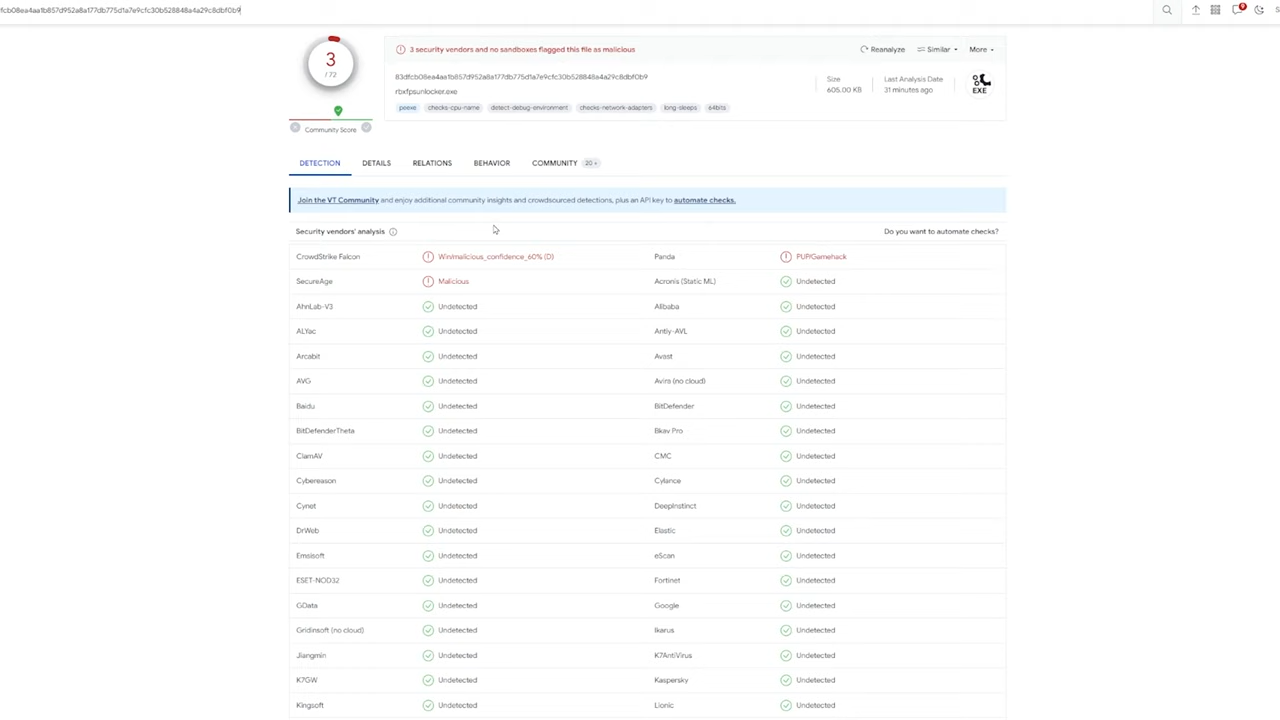 fcb08ea4aa1b857d952a8a177db775d1a7e9cfc30b528848a4a29c8dbf0b9
3
/ 72
Community Score
3 security vendors and no sandboxes flagged this file as malicious
Reanalyze
Similar
More
83dfcb08ea4aa1b857d952a8a177db775d1a7e9cfc30b528848a4a29c8dbf0b9
rbxfpsunlocker.exe
peexe
checks-cpu-name
detect-debug-environment
checks-network-adapters
long-sleeps
64bits
Size
605.00 KB
Last Analysis Date
31 minutes ago
EXE
DETECTION
DETAILS
RELATIONS
BEHAVIOR
COMMUNITY 20 +
Join the VT Community and enjoy additional community insights and crowdsourced detections, plus an API key to automate checks.
Security vendors' analysis
Do you want to automate checks?
CrowdStrike Falcon Win/malicious_confidence_60% (D) Panda PUP/Gamehack
SecureAge Malicious Acronis (Static ML) Undetected
AhnLab-V3 Undetected Alibaba Undetected
ALYac Undetected Antiy-AVL Undetected
Arcabit Undetected Avast Undetected
AVG Undetected Avira (no cloud) Undetected
Baidu Undetected BitDefender Undetected
BitDefenderTheta Undetected Bkav Pro Undetected
ClamAV Undetected CMC Undetected
Cybereason Undetected Cylance Undetected
Cynet Undetected DeepInstinct Undetected
DrWeb Undetected Elastic Undetected
Emsisoft Undetected eScan Undetected
ESET-NOD32 Undetected Fortinet Undetected
GData Undetected Google Undetected
Gridinsoft (no cloud) Undetected Ikarus Undetected
Jiangmin Undetected K7AntiVirus Undetected
K7GW Undetected Kaspersky Undetected
Kingsoft Undetected Lionic Undetected